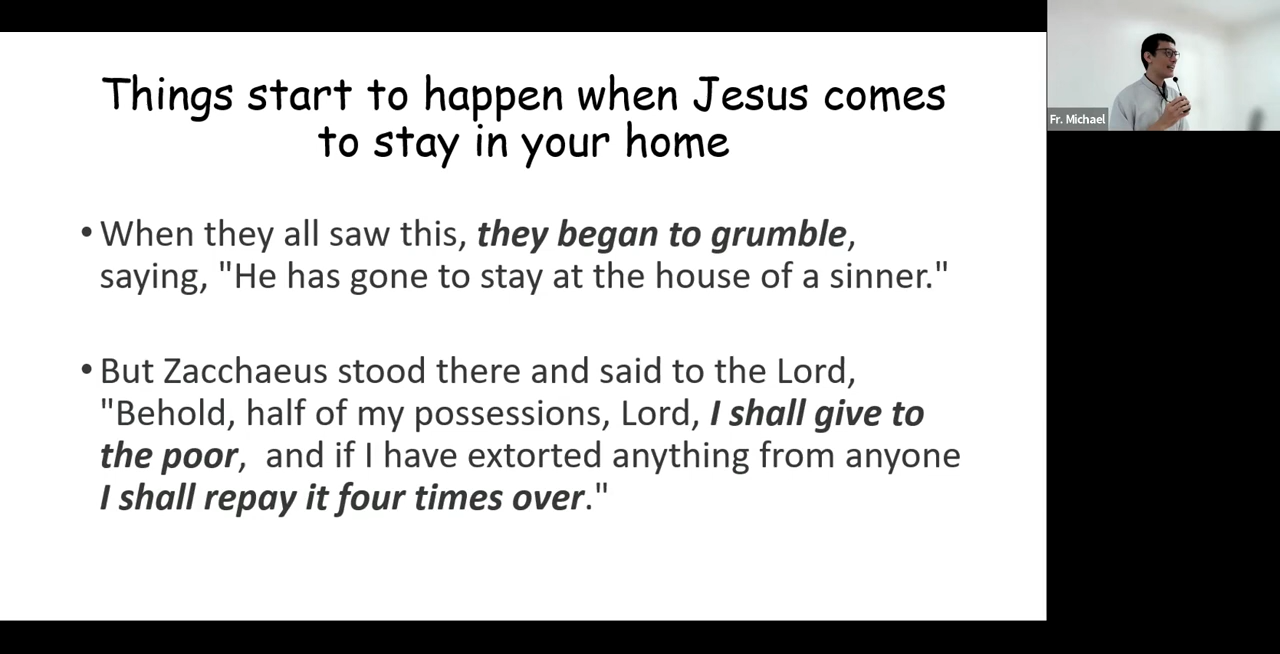 Things start to happen when Jesus comes
to stay in your home
• When they all saw this, they began to grumble,
saying, "He has gone to stay at the house of a sinner."
• But Zacchaeus stood there and said to the Lord,
"Behold, half of my possessions, Lord, I shall give to
the poor,  and if I have extorted anything from anyone
I shall repay it four times over."
Fr. Michael